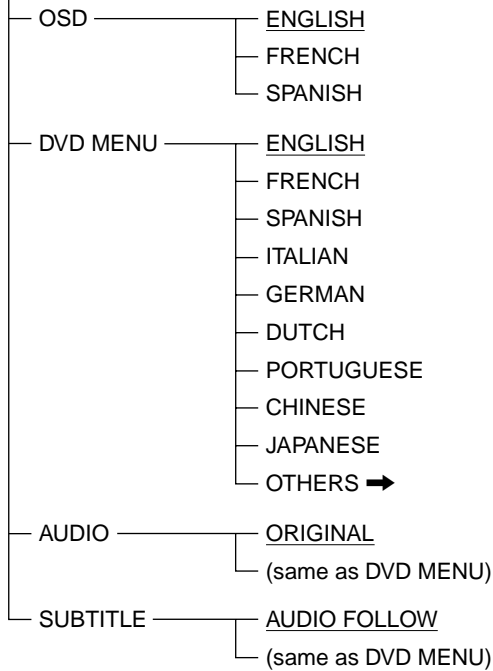 OSD ENGLISH
FRENCH
SPANISH
DVD MENU ENGLISH
FRENCH
SPANISH
ITALIAN
GERMAN
DUTCH
PORTUGUESE
CHINESE
JAPANESE
OTHERS ➡
AUDIO ORIGINAL
(same as DVD MENU)
SUBTITLE AUDIO FOLLOW
(same as DVD MENU)